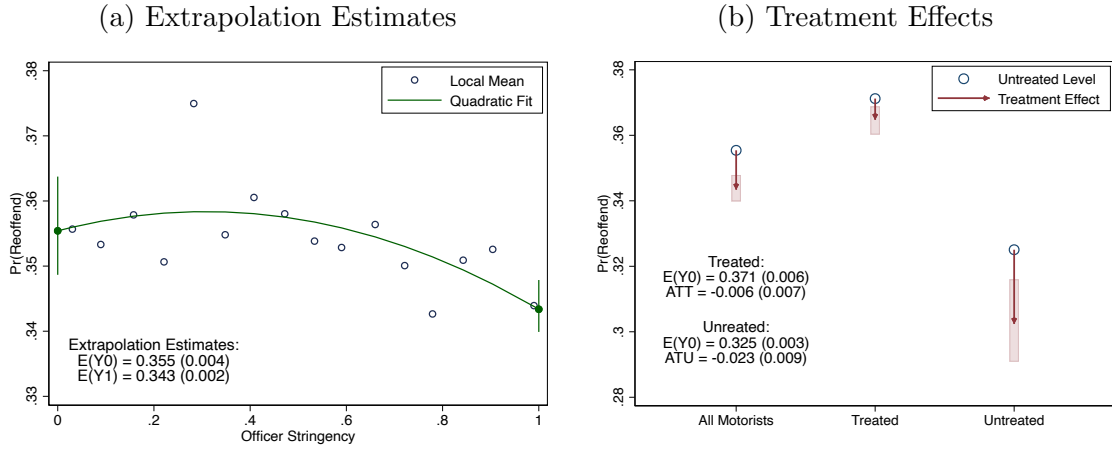 (a) Extrapolation Estimates
.38
.37
.36
.35
.34
.33
Pr(Reoffend)
Local Mean
Quadratic Fit
Extrapolation Estimates:
E(Y0) = 0.355 (0.004)
E(Y1) = 0.343 (0.002)
0
.2
.4
.6
.8
1
Officer Stringency
(b) Treatment Effects
.38
.36
.34
.32
.3
.28
Pr(Reoffend)
Untreated Level
Treatment Effect
Treated:
E(Y0) = 0.371 (0.006)
ATT = -0.006 (0.007)
Untreated:
E(Y0) = 0.325 (0.003)
ATU = -0.023 (0.009)
All Motorists
Treated
Untreated